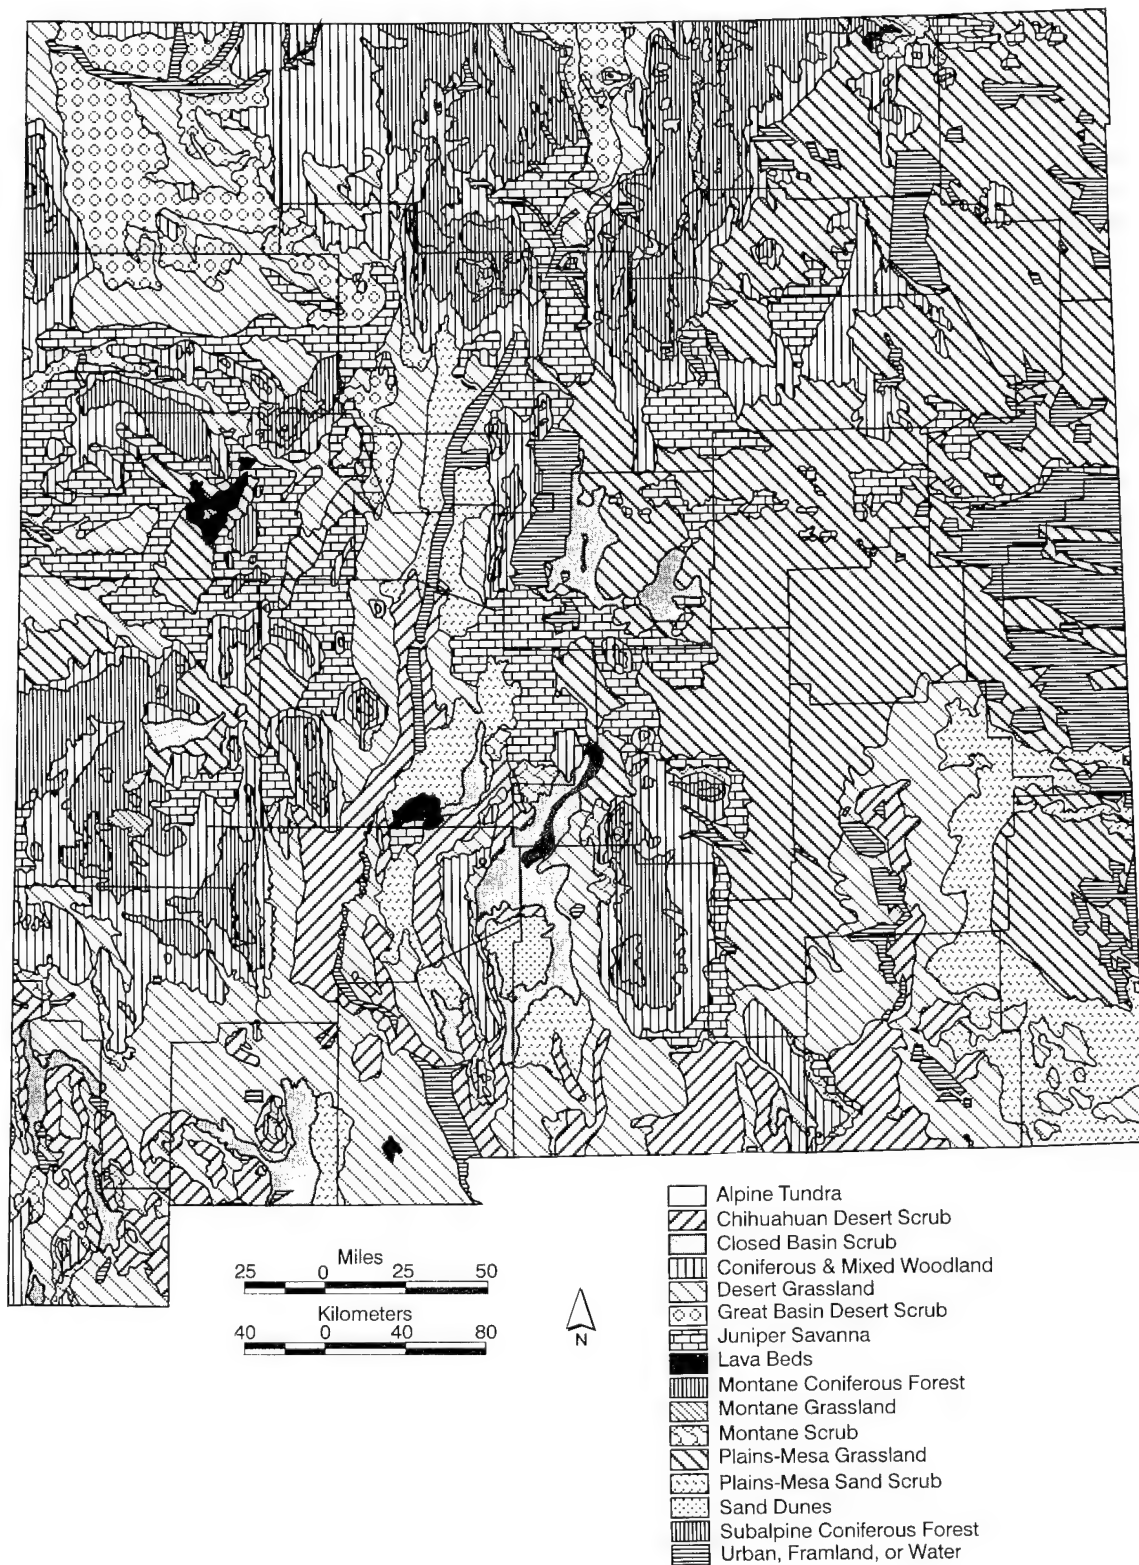 Miles
25 0 25 50
Kilometers
40 0 40 80
N
Alpine Tundra
Chihuahuan Desert Scrub
Closed Basin Scrub
Coniferous & Mixed Woodland
Desert Grassland
Great Basin Desert Scrub
Juniper Savanna
Lava Beds
Montane Coniferous Forest
Montane Grassland
Montane Scrub
Plains-Mesa Grassland
Plains-Mesa Sand Scrub
Sand Dunes
Subalpine Coniferous Forest
Urban, Framland, or Water